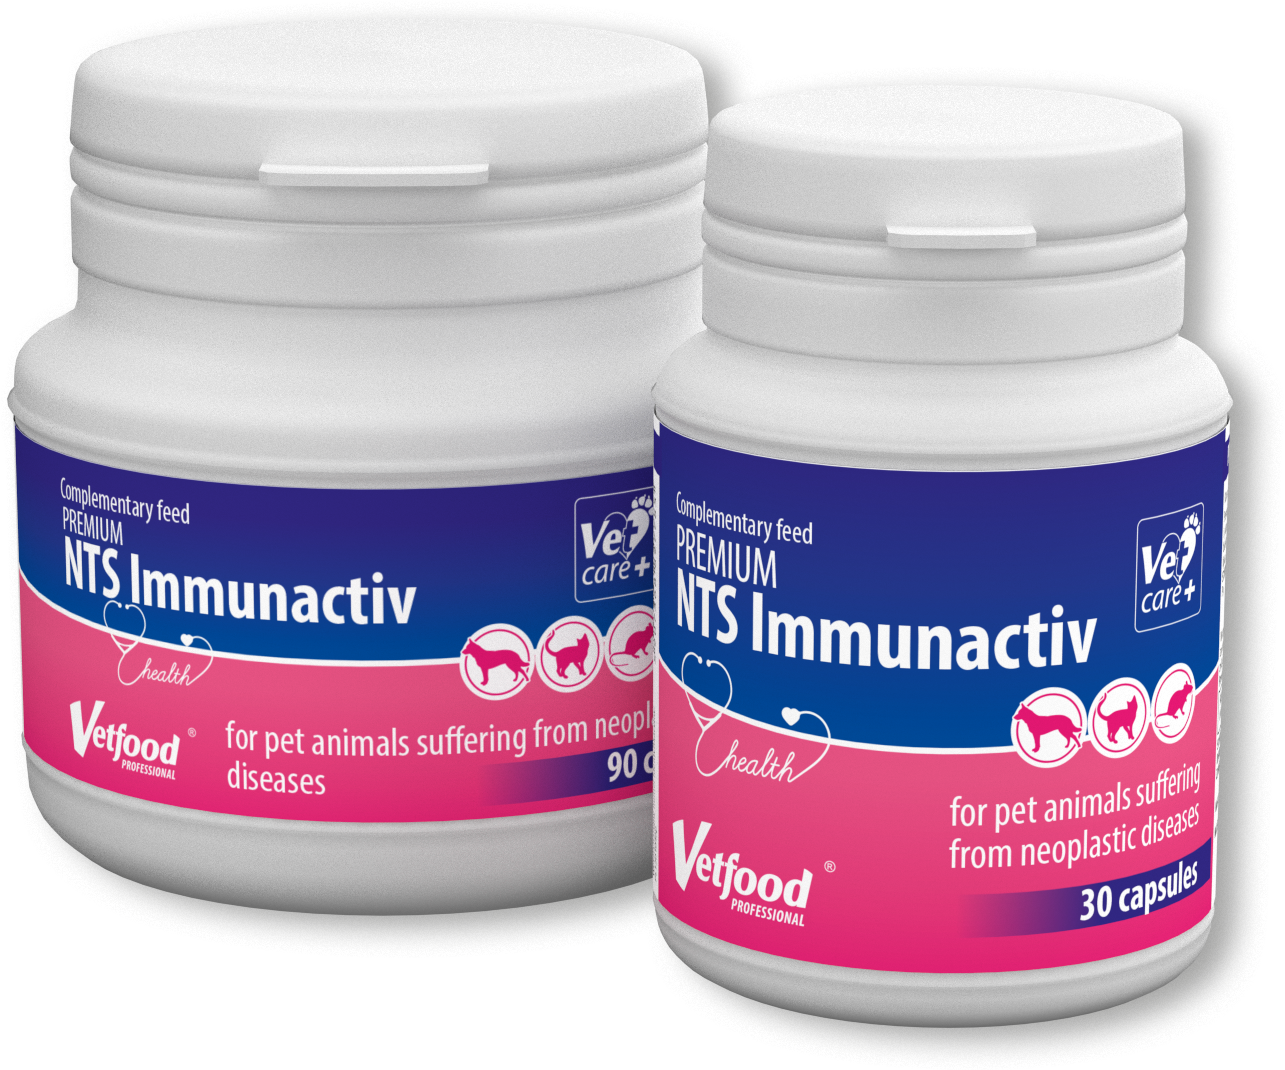 Complementary feed
PREMIUM
NTS Immunactiv
Vet
care+
health
Vetfood®
PROFESSIONAL
for pet animals suffering from
diseases
90
Complementary feed
PREMIUM
NTS Immunactiv
Vet
care+
health
Vetfood®
PROFESSIONAL
for pet animals suffering
from neoplastic diseases
30 capsules